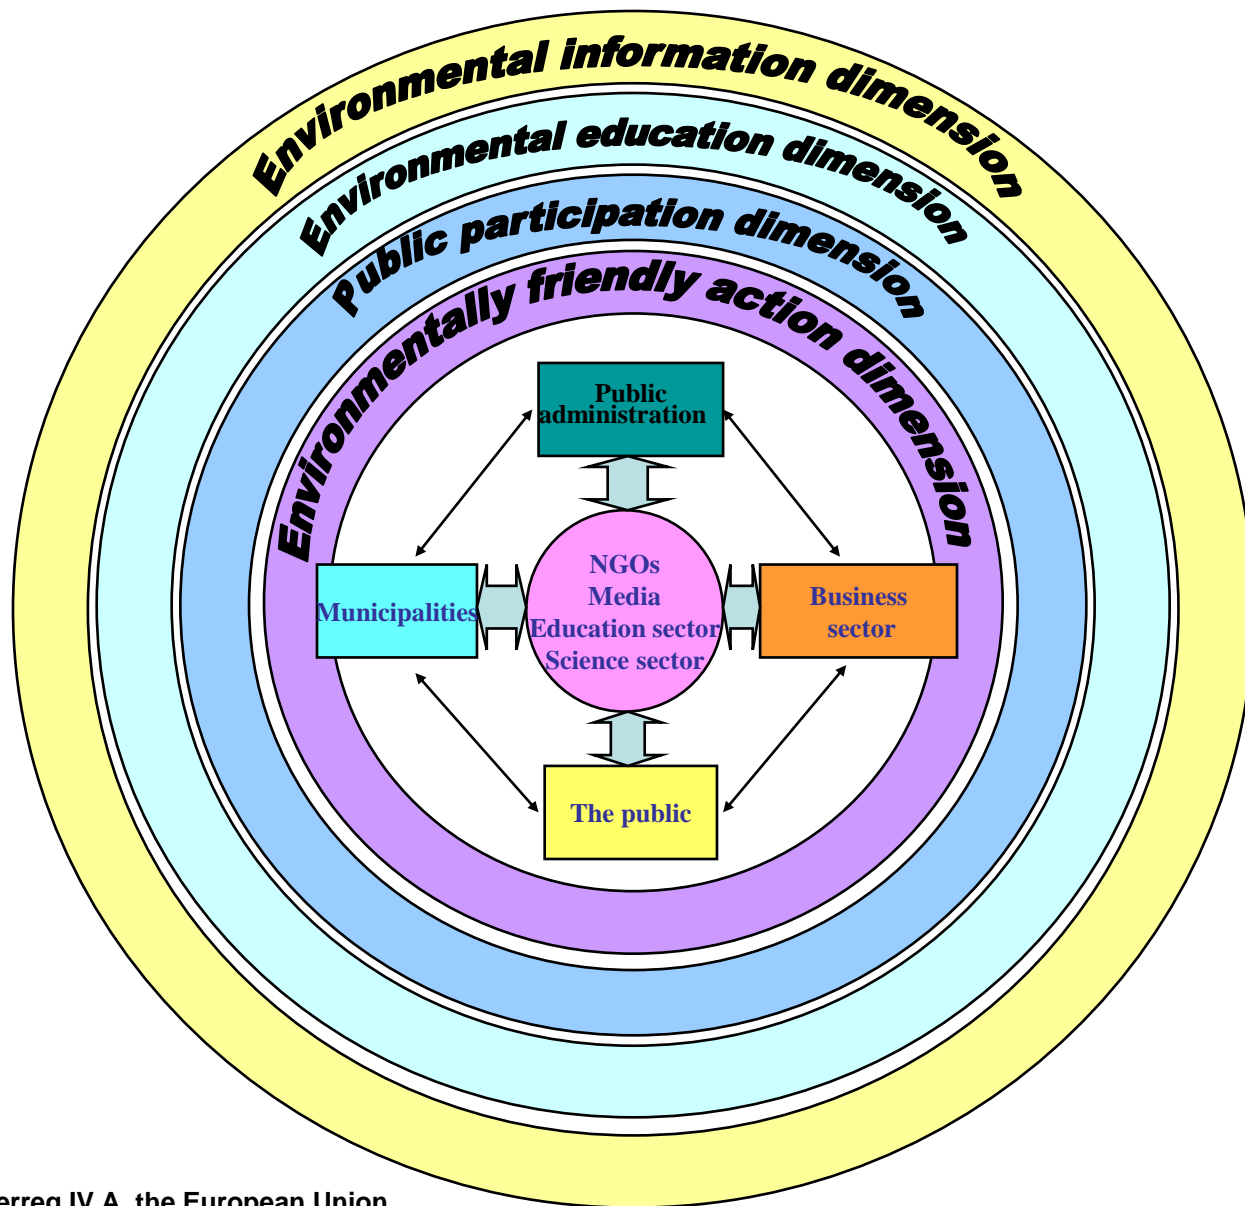 Environmental information dimension
Environmental education dimension
Public participation dimension
Environmentally friendly action dimension
Public
administration
NGOs
Media
Education sector
Science sector
Municipalities
Business
sector
The public
erreg IV A, the European Union